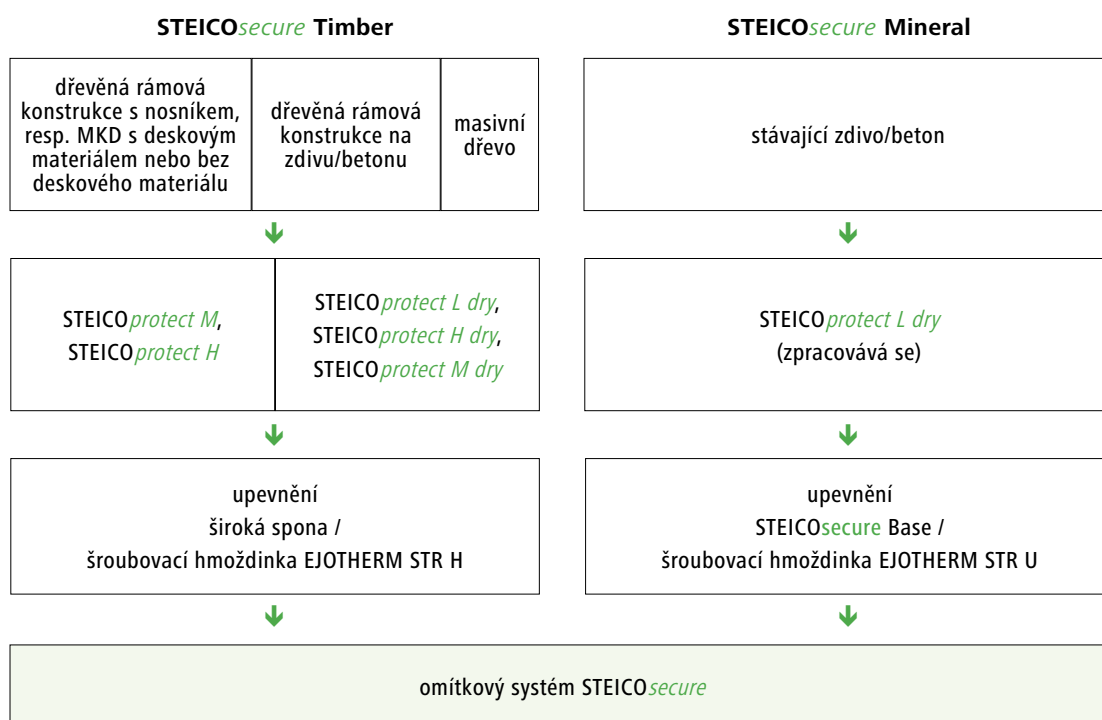 STEICOsecure Timber
dřevěná rámová
konstrukce s nosníkem,
resp. MKD s deskovým
materiálem nebo bez
deskového materiálu
dřevěná rámová
konstrukce na
zdivu/betonu
masivní
dřevo
STEICOprotect M,
STEICOprotect H
STEICOprotect L dry,
STEICOprotect H dry,
STEICOprotect M dry
upevnění
široká spona /
šroubovací hmoždinka EJOTHERM STR H
STEICOsecure Mineral
stávající zdivo/beton
STEICOprotect L dry
(zpracovává se)
upevnění
STEICOsecure Base /
šroubovací hmoždinka EJOTHERM STR U
omítkový systém STEICOsecure